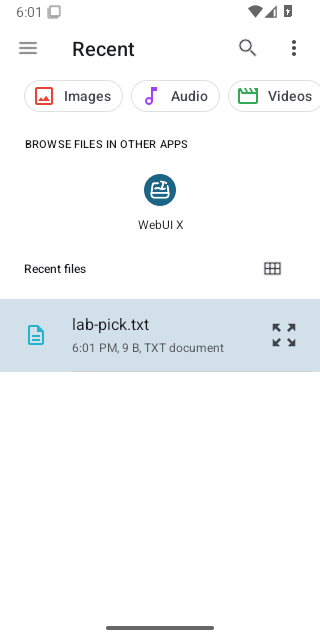 6:01
Recent
Images
Audio
Videos
BROWSE FILES IN OTHER APPS
WebUI X
Recent files
lab-pick.txt
6:01 PM, 9 B, TXT document